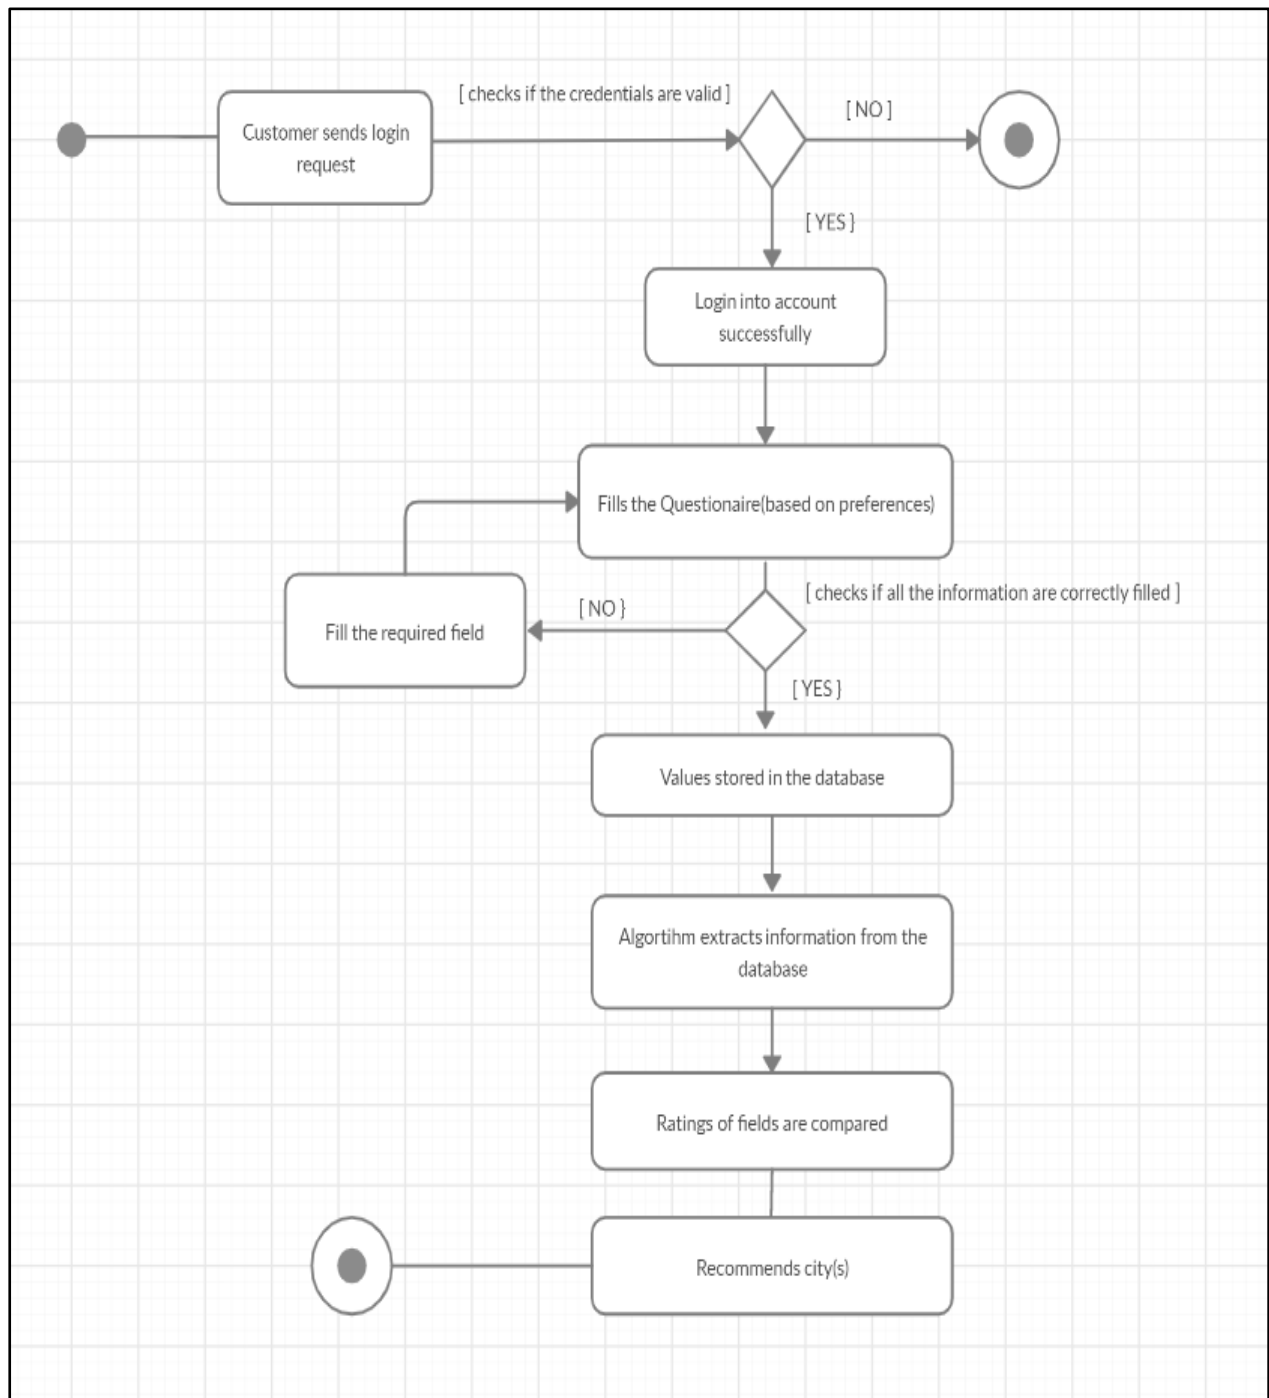 [ checks if the credentials are valid ]
[ NO ]
Customer sends login
request
[ YES }
Login into account
successfully
Fills the Questionaire(based on preferences)
[ checks if all the information are correctly filled ]
[ NO }
Fill the required field
[ YES }
Values stored in the database
Algortihm extracts information from the
database
Ratings of fields are compared
Recommends city(s)